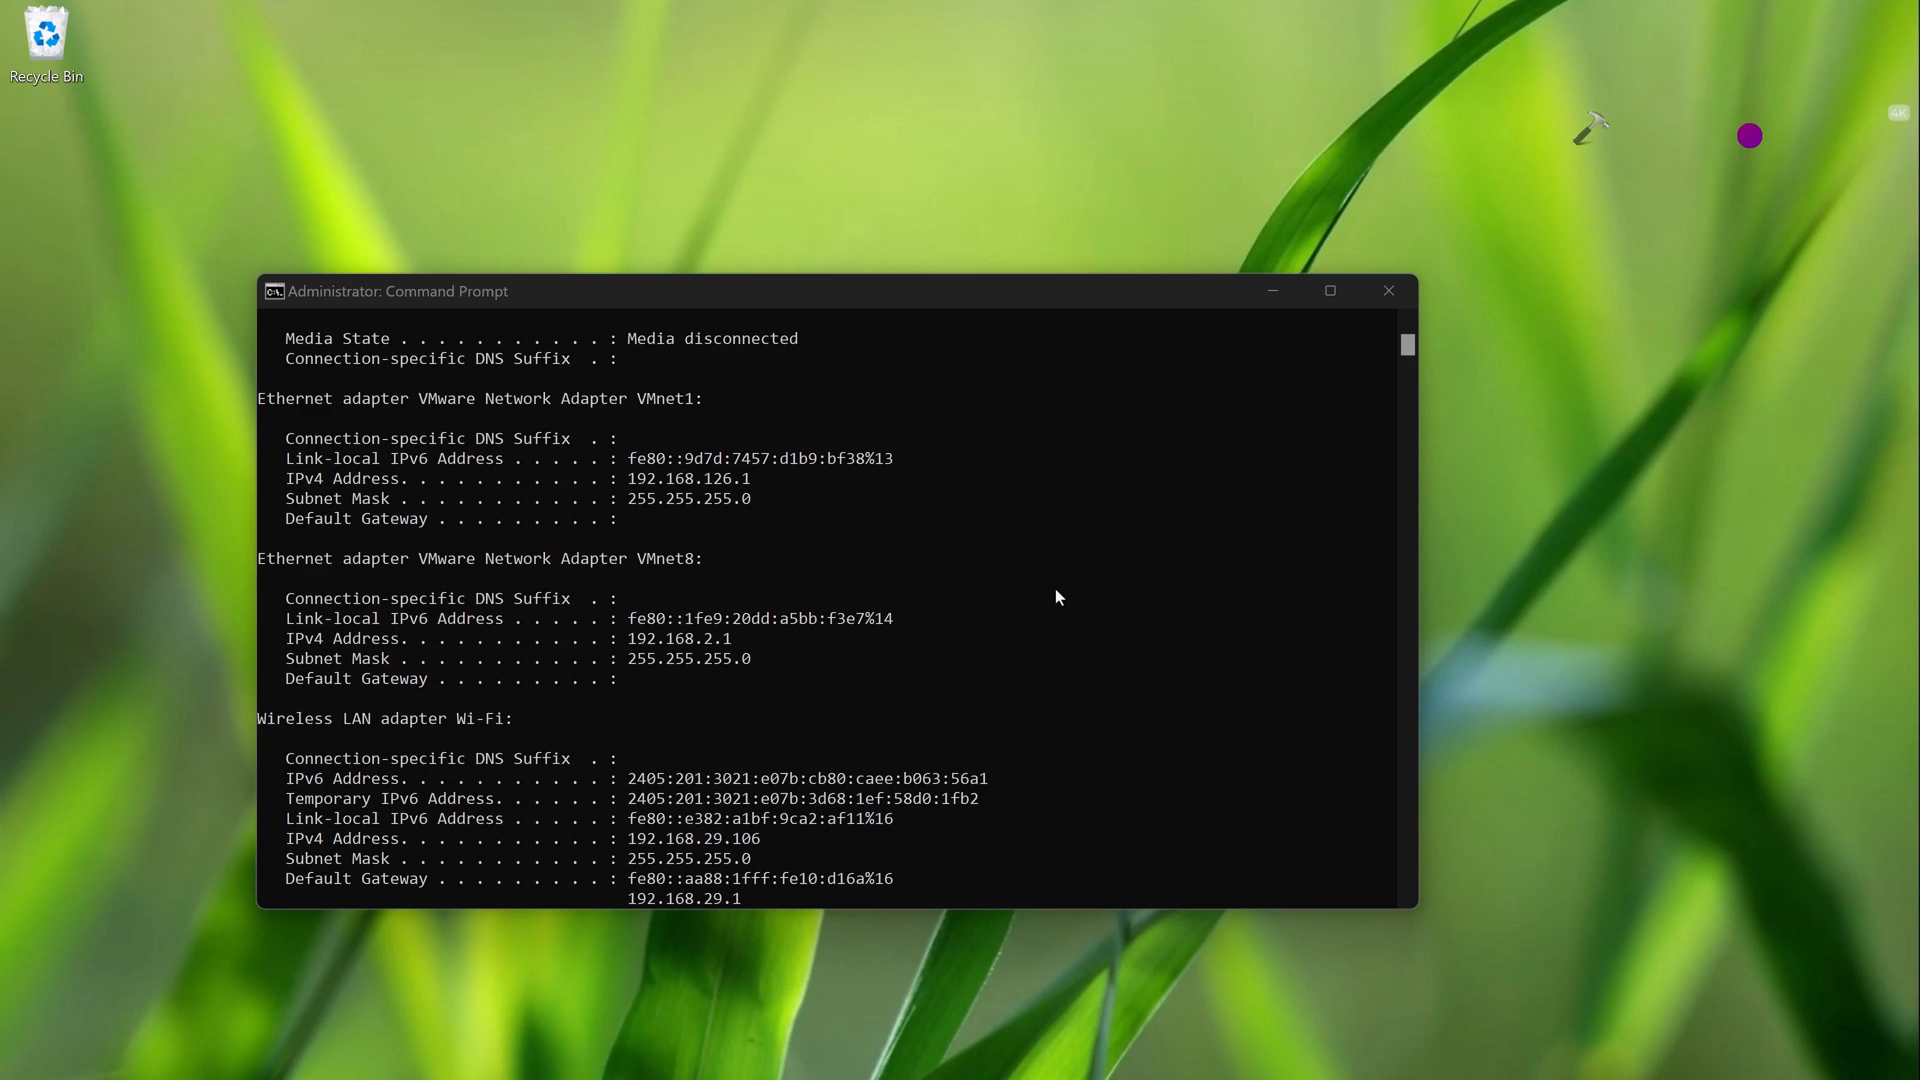 Recycle Bin
4K
Administrator: Command Prompt
Media State . . . . . . . . . . . : Media disconnected
Connection-specific DNS Suffix  . :
Ethernet adapter VMware Network Adapter VMnet1:
Connection-specific DNS Suffix  . :
Link-local IPv6 Address . . . . . : fe80::9d7d:7457:d1b9:bf38%13
IPv4 Address. . . . . . . . . . . : 192.168.126.1
Subnet Mask . . . . . . . . . . . : 255.255.255.0
Default Gateway . . . . . . . . . :
Ethernet adapter VMware Network Adapter VMnet8:
Connection-specific DNS Suffix  . :
Link-local IPv6 Address . . . . . : fe80::1fe9:20dd:a5bb:f3e7%14
IPv4 Address. . . . . . . . . . . : 192.168.2.1
Subnet Mask . . . . . . . . . . . : 255.255.255.0
Default Gateway . . . . . . . . . :
Wireless LAN adapter Wi-Fi:
Connection-specific DNS Suffix  . :
IPv6 Address. . . . . . . . . . . : 2405:201:3021:e07b:cb80:caee:b063:56a1
Temporary IPv6 Address. . . . . . : 2405:201:3021:e07b:3d68:1ef:58d0:1fb2
Link-local IPv6 Address . . . . . : fe80::e382:a1bf:9ca2:af11%16
IPv4 Address. . . . . . . . . . . : 192.168.29.106
Subnet Mask . . . . . . . . . . . : 255.255.255.0
Default Gateway . . . . . . . . . : fe80::aa88:1fff:fe10:d16a%16
192.168.29.1